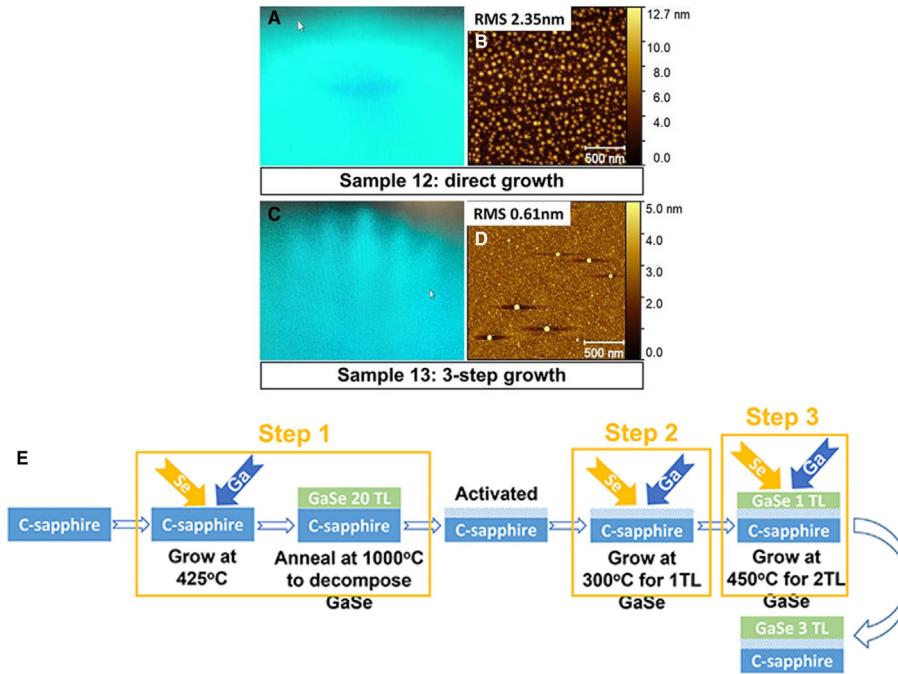 A
RMS 2.35nm
B
12.7 nm
10.0
8.0
6.0
4.0
0.0
500 nm
Sample 12: direct growth
C
RMS 0.61nm
D
5.0 nm
4.0
3.0
2.0
0.0
500 nm
Sample 13: 3-step growth
E
Step 1
Se
Ga
C-sapphire
C-sapphire
Grow at
425°C
GaSe 20 TL
C-sapphire
Anneal at 1000°C
to decompose
GaSe
Activated
C-sapphire
Step 2
Se
Ga
C-sapphire
Grow at
300°C for 1TL
GaSe
Step 3
Se
Ga
GaSe 1 TL
C-sapphire
Grow at
450°C for 2TL
GaSe
GaSe 3 TL
C-sapphire